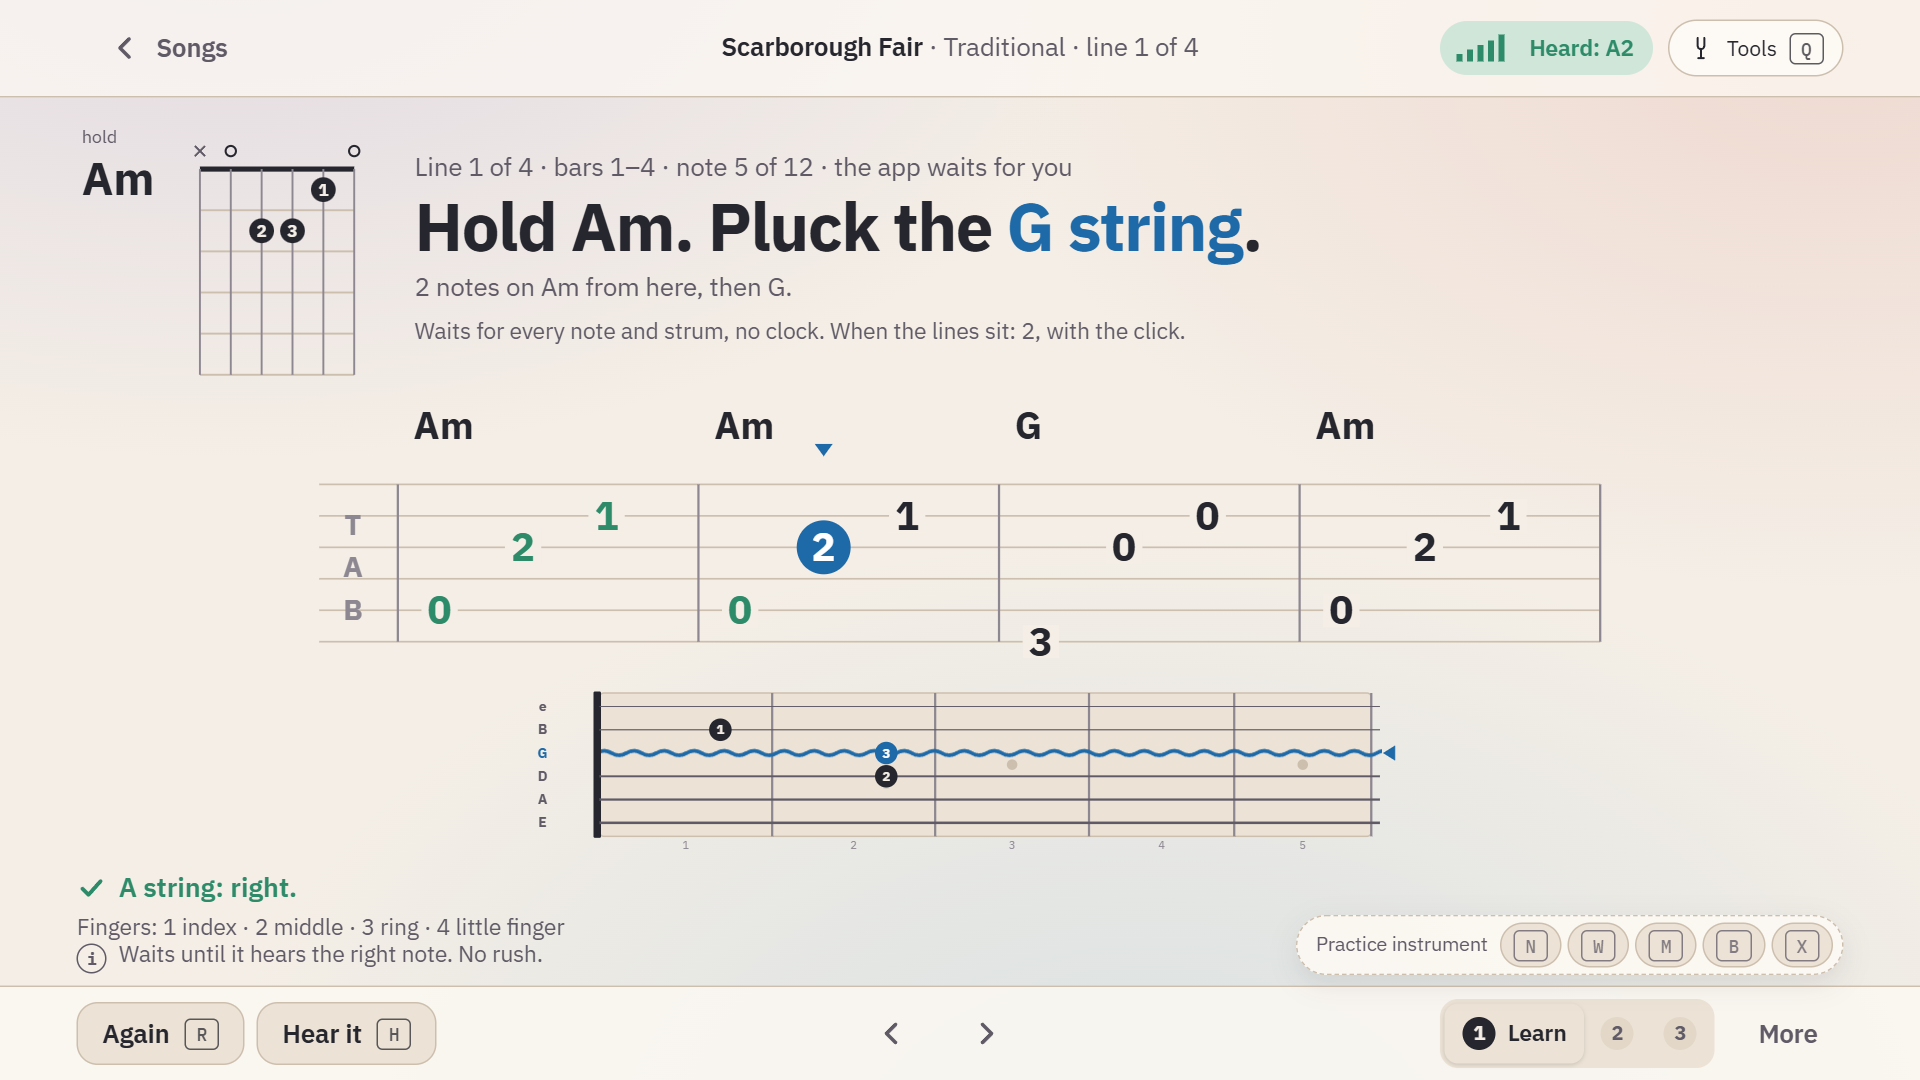 Songs
Scarborough Fair · Traditional · line 1 of 4
Heard: A2
Tools Q
hold
Am
1
2 3
Line 1 of 4 · bars 1–4 · note 5 of 12 · the app waits for you
Hold Am. Pluck the G string.
2 notes on Am from here, then G.
Waits for every note and strum, no clock. When the lines sit: 2, with the click.
Am Am G Am
T 1 1 0 1
A 2 2 0 2
B 0 0 0
3
e
B 1
G 3
D 2
A
E
1 2 3 4 5
A string: right.
Fingers: 1 index · 2 middle · 3 ring · 4 little finger
i Waits until it hears the right note. No rush.
Practice instrument N W M B X
Again R
Hear it H
1 Learn 2 3
More